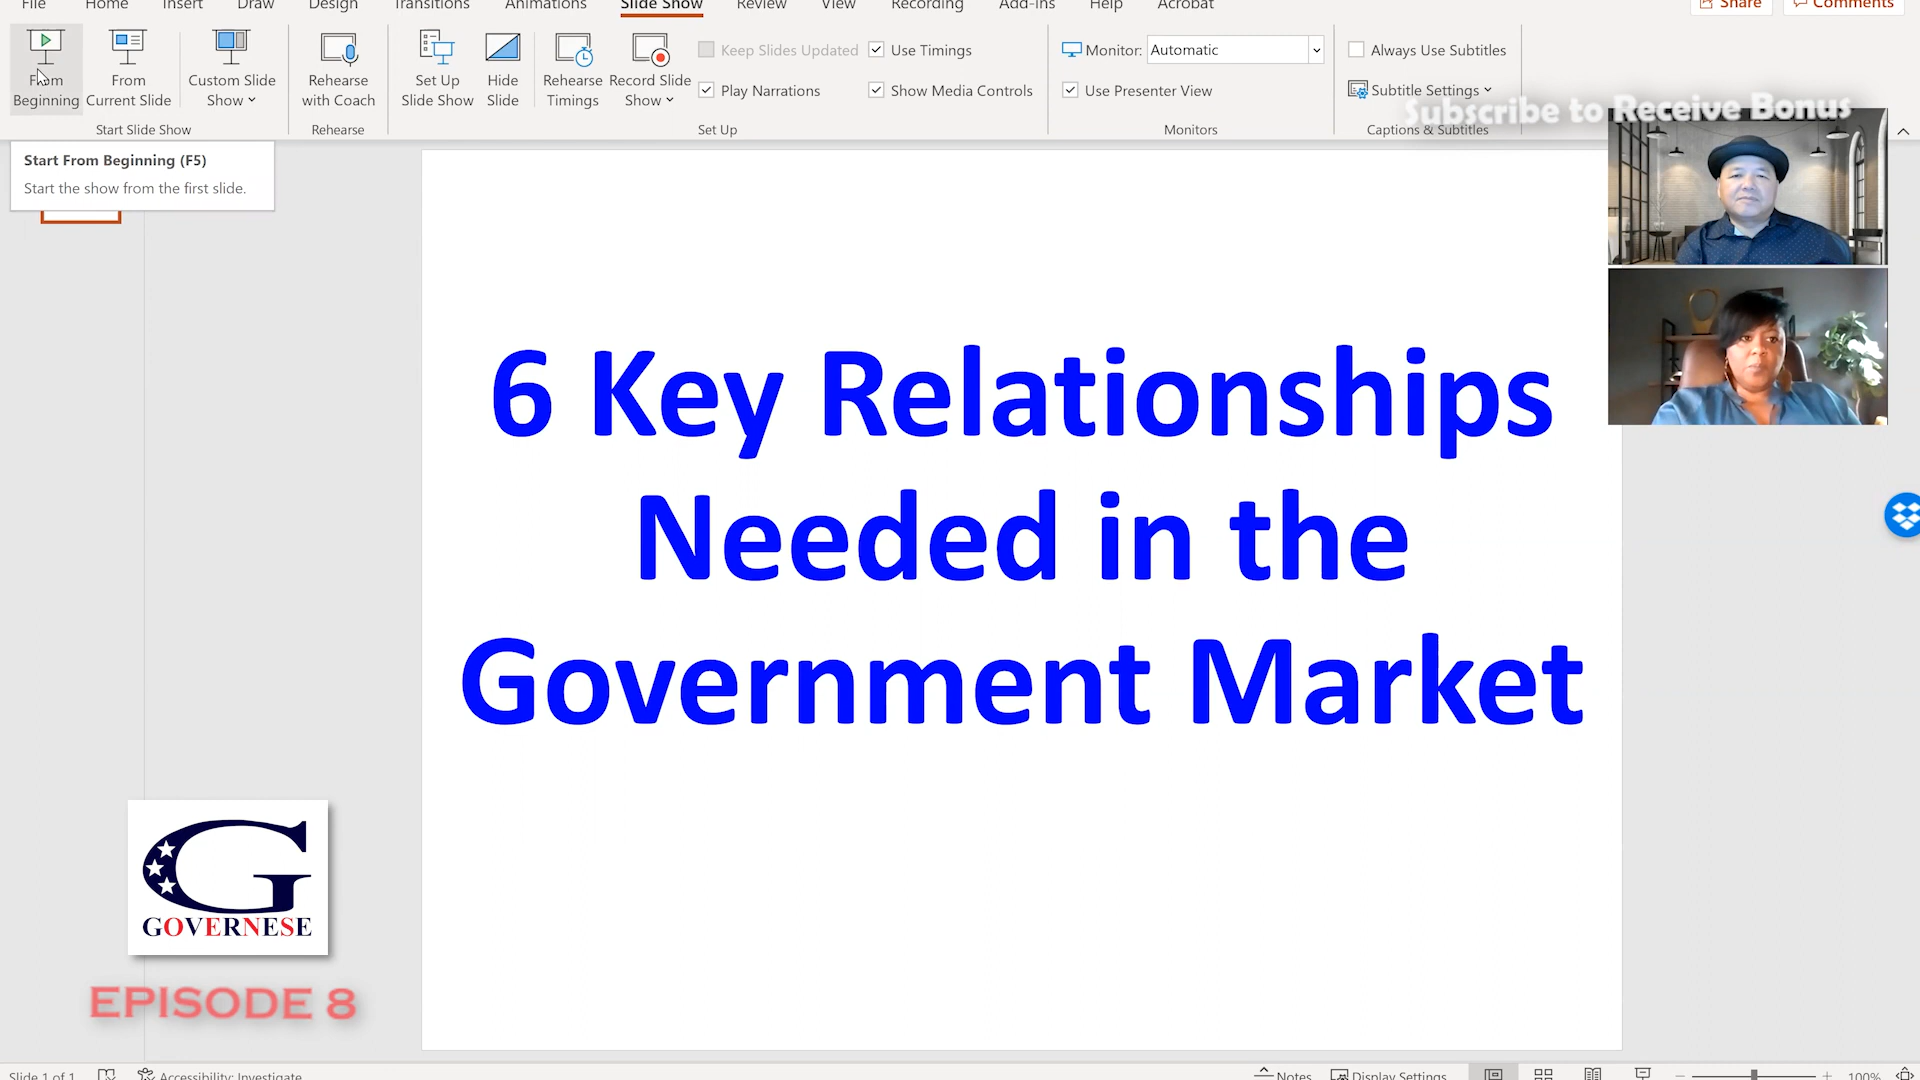 File Home Insert Draw Design Transitions Animations Slide Show Review View Recording Add-ins Help Acrobat Share Comments
From Beginning
From Current Slide
Custom Slide Show
Start Slide Show
Rehearse with Coach
Rehearse
Set Up Slide Show
Hide Slide
Rehearse Timings
Record Slide Show
Keep Slides Updated
Play Narrations
Use Timings
Show Media Controls
Set Up
Monitor: Automatic
Use Presenter View
Monitors
Always Use Subtitles
Subtitle Settings
Captions & Subtitles
Subscribe to Receive Bonus
Start From Beginning (F5)
Start the show from the first slide.
6 Key Relationships
Needed in the
Government Market
G
GOVERNESE
EPISODE 8
Slide 1 of 1 Accessibility: Investigate Notes Display Settings 100%